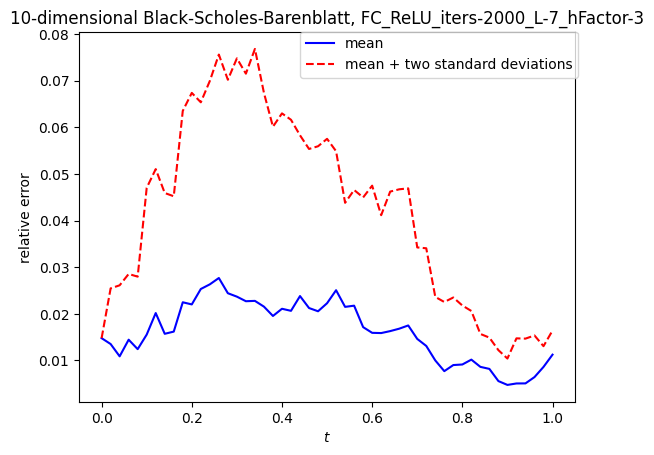 10-dimensional Black-Scholes-Barenblatt, FC_ReLU_iters-2000_L-7_hFactor-3
mean
mean + two standard deviations
relative error
0.08
0.07
0.06
0.05
0.04
0.03
0.02
0.01
0.0
0.2
0.4
0.6
0.8
1.0
t